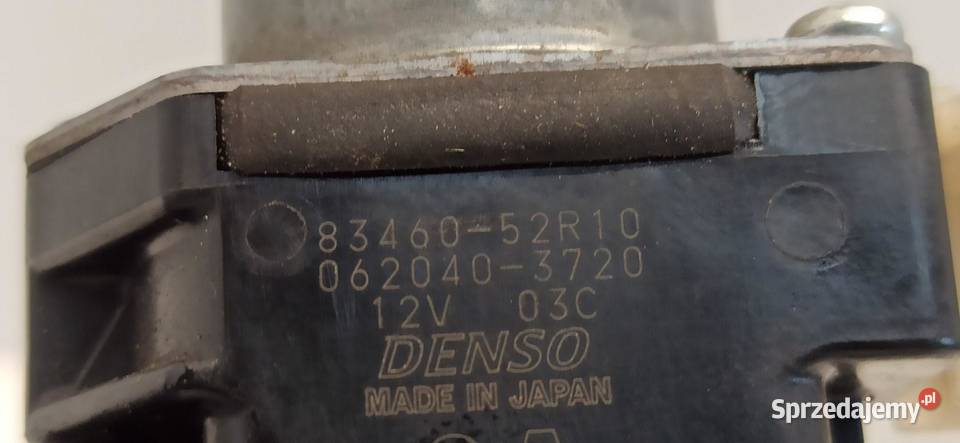 83460-52R10
062040-3720
12V 03C
DENSO
MADE IN JAPAN
Sprzedajemy.pl